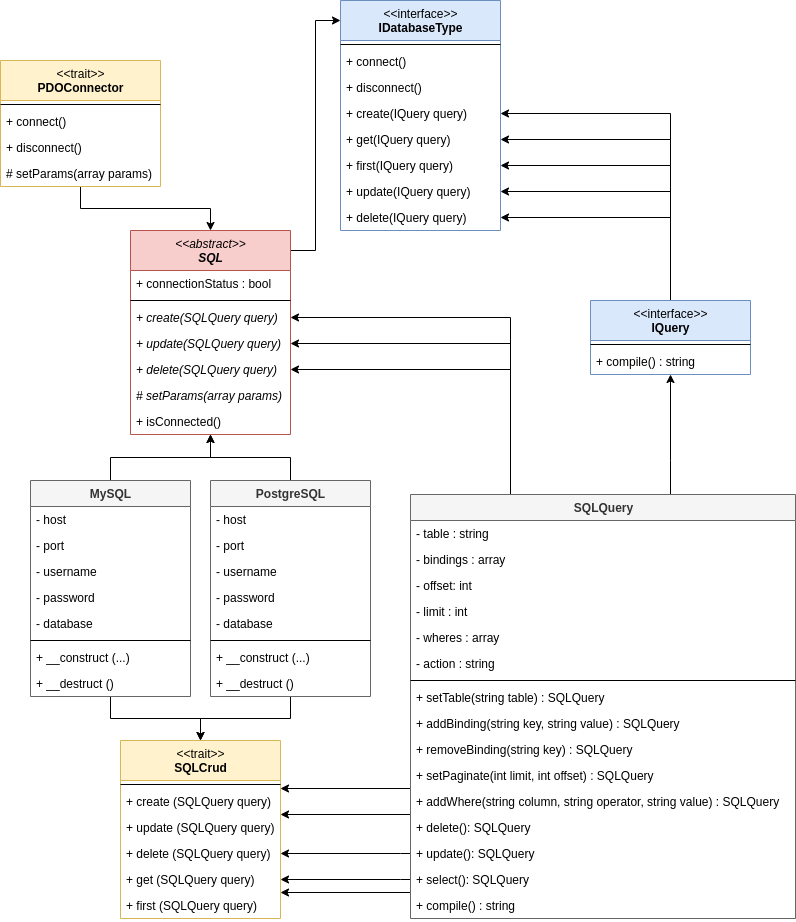 <<interface>>
IDatabaseType
+ connect()
+ disconnect()
+ create(IQuery query)
+ get(IQuery query)
+ first(IQuery query)
+ update(IQuery query)
+ delete(IQuery query)
<<trait>>
PDOConnector
+ connect()
+ disconnect()
# setParams(array params)
<<abstract>>
SQL
+ connectionStatus : bool
+ create(SQLQuery query)
+ update(SQLQuery query)
+ delete(SQLQuery query)
# setParams(array params)
+ isConnected()
<<interface>>
IQuery
+ compile() : string
MySQL
- host
- port
- username
- password
- database
+ __construct (...)
+ __destruct ()
PostgreSQL
- host
- port
- username
- password
- database
+ __construct (...)
+ __destruct ()
SQLQuery
- table : string
- bindings : array
- offset: int
- limit : int
- wheres : array
- action : string
+ setTable(string table) : SQLQuery
+ addBinding(string key, string value) : SQLQuery
+ removeBinding(string key) : SQLQuery
+ setPaginate(int limit, int offset) : SQLQuery
+ addWhere(string column, string operator, string value) : SQLQuery
+ delete(): SQLQuery
+ update(): SQLQuery
+ select(): SQLQuery
+ compile() : string
<<trait>>
SQLCrud
+ create (SQLQuery query)
+ update (SQLQuery query)
+ delete (SQLQuery query)
+ get (SQLQuery query)
+ first (SQLQuery query)